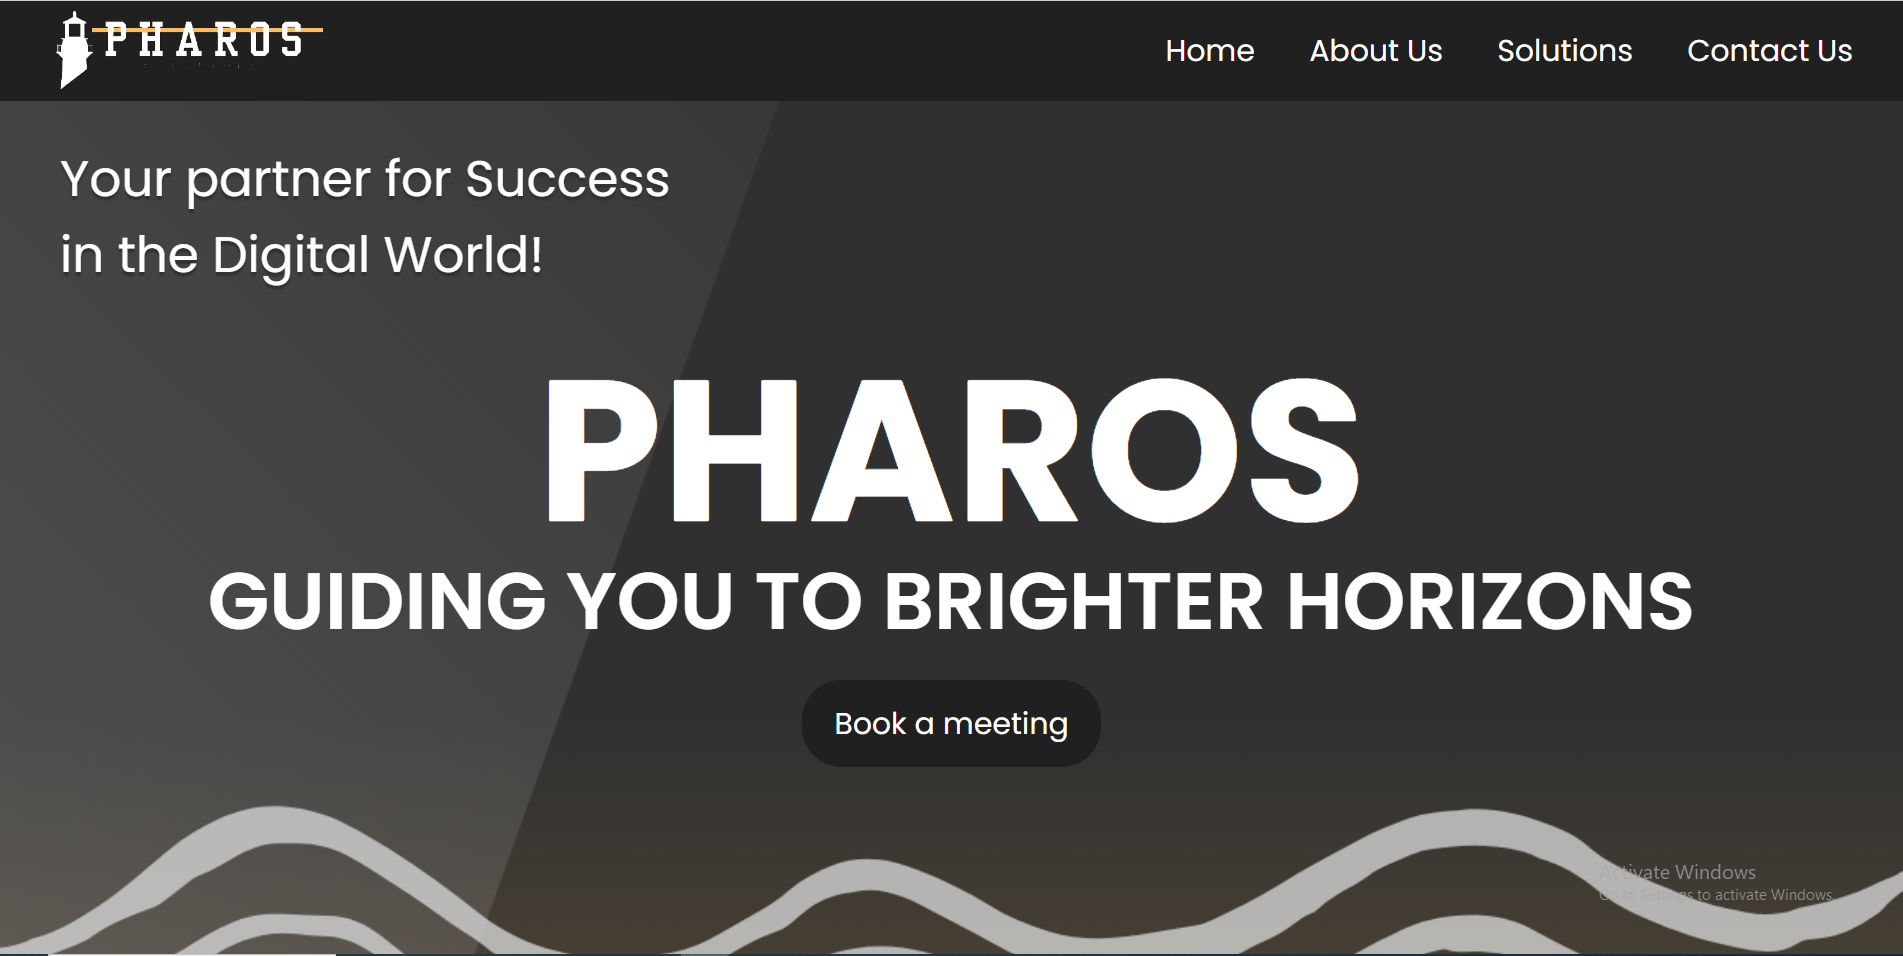 PHAROS
Home
About Us
Solutions
Contact Us
Your partner for Success
in the Digital World!
PHAROS
GUIDING YOU TO BRIGHTER HORIZONS
Book a meeting
Activate Windows
Go to Settings to activate Windows.